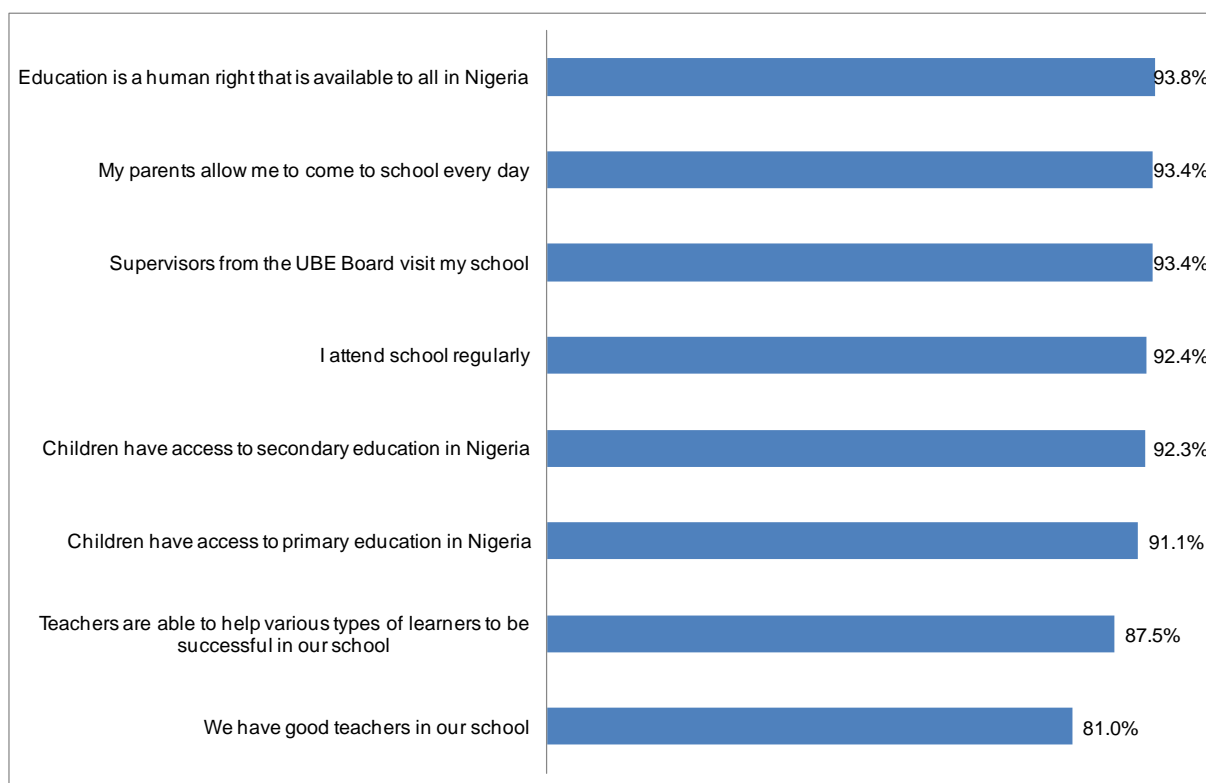 Education is a human right that is available to all in Nigeria
93.8%
My parents allow me to come to school every day
93.4%
Supervisors from the UBE Board visit my school
93.4%
I attend school regularly
92.4%
Children have access to secondary education in Nigeria
92.3%
Children have access to primary education in Nigeria
91.1%
Teachers are able to help various types of learners to be
successful in our school
87.5%
We have good teachers in our school
81.0%